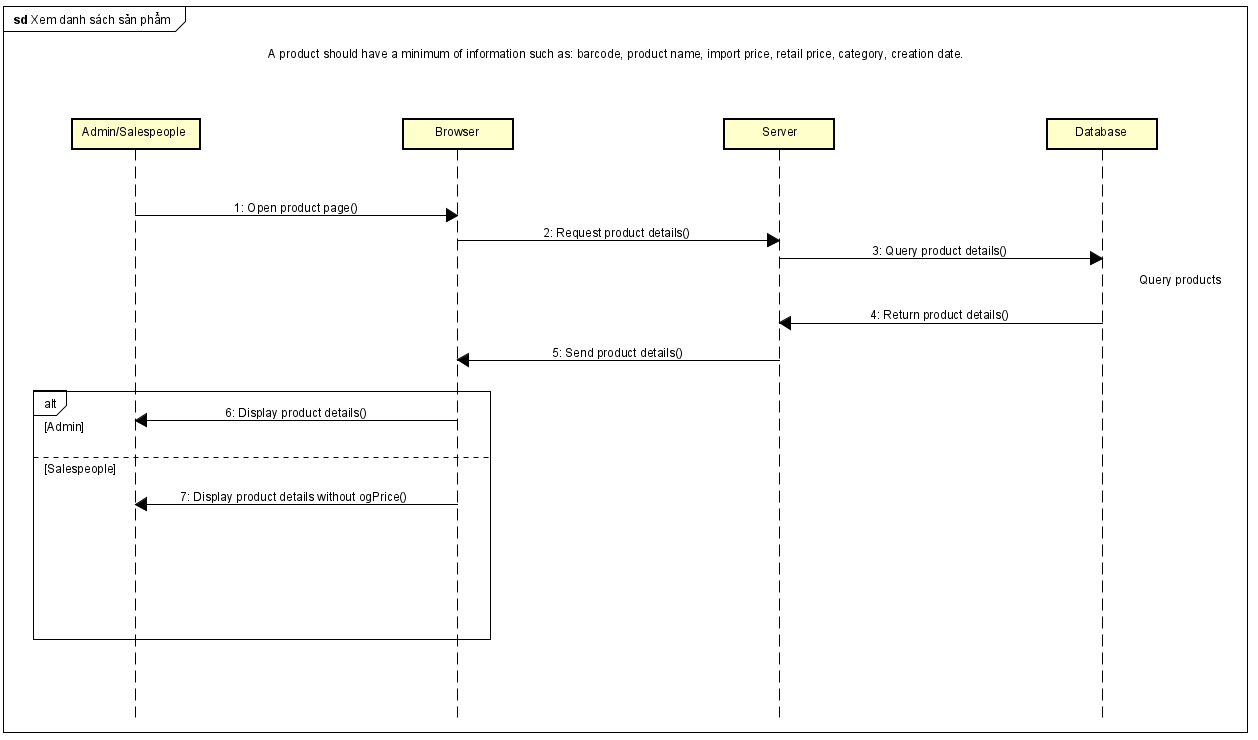 sd Xem danh sách sản phẩm
A product should have a minimum of information such as: barcode, product name, import price, retail price, category, creation date.
Admin/Salespeople
Browser
Server
Database
1: Open product page()
2: Request product details()
3: Query product details()
Query products
4: Return product details()
5: Send product details()
alt
6: Display product details()
[Admin]
[Salespeople]
7: Display product details without ogPrice()